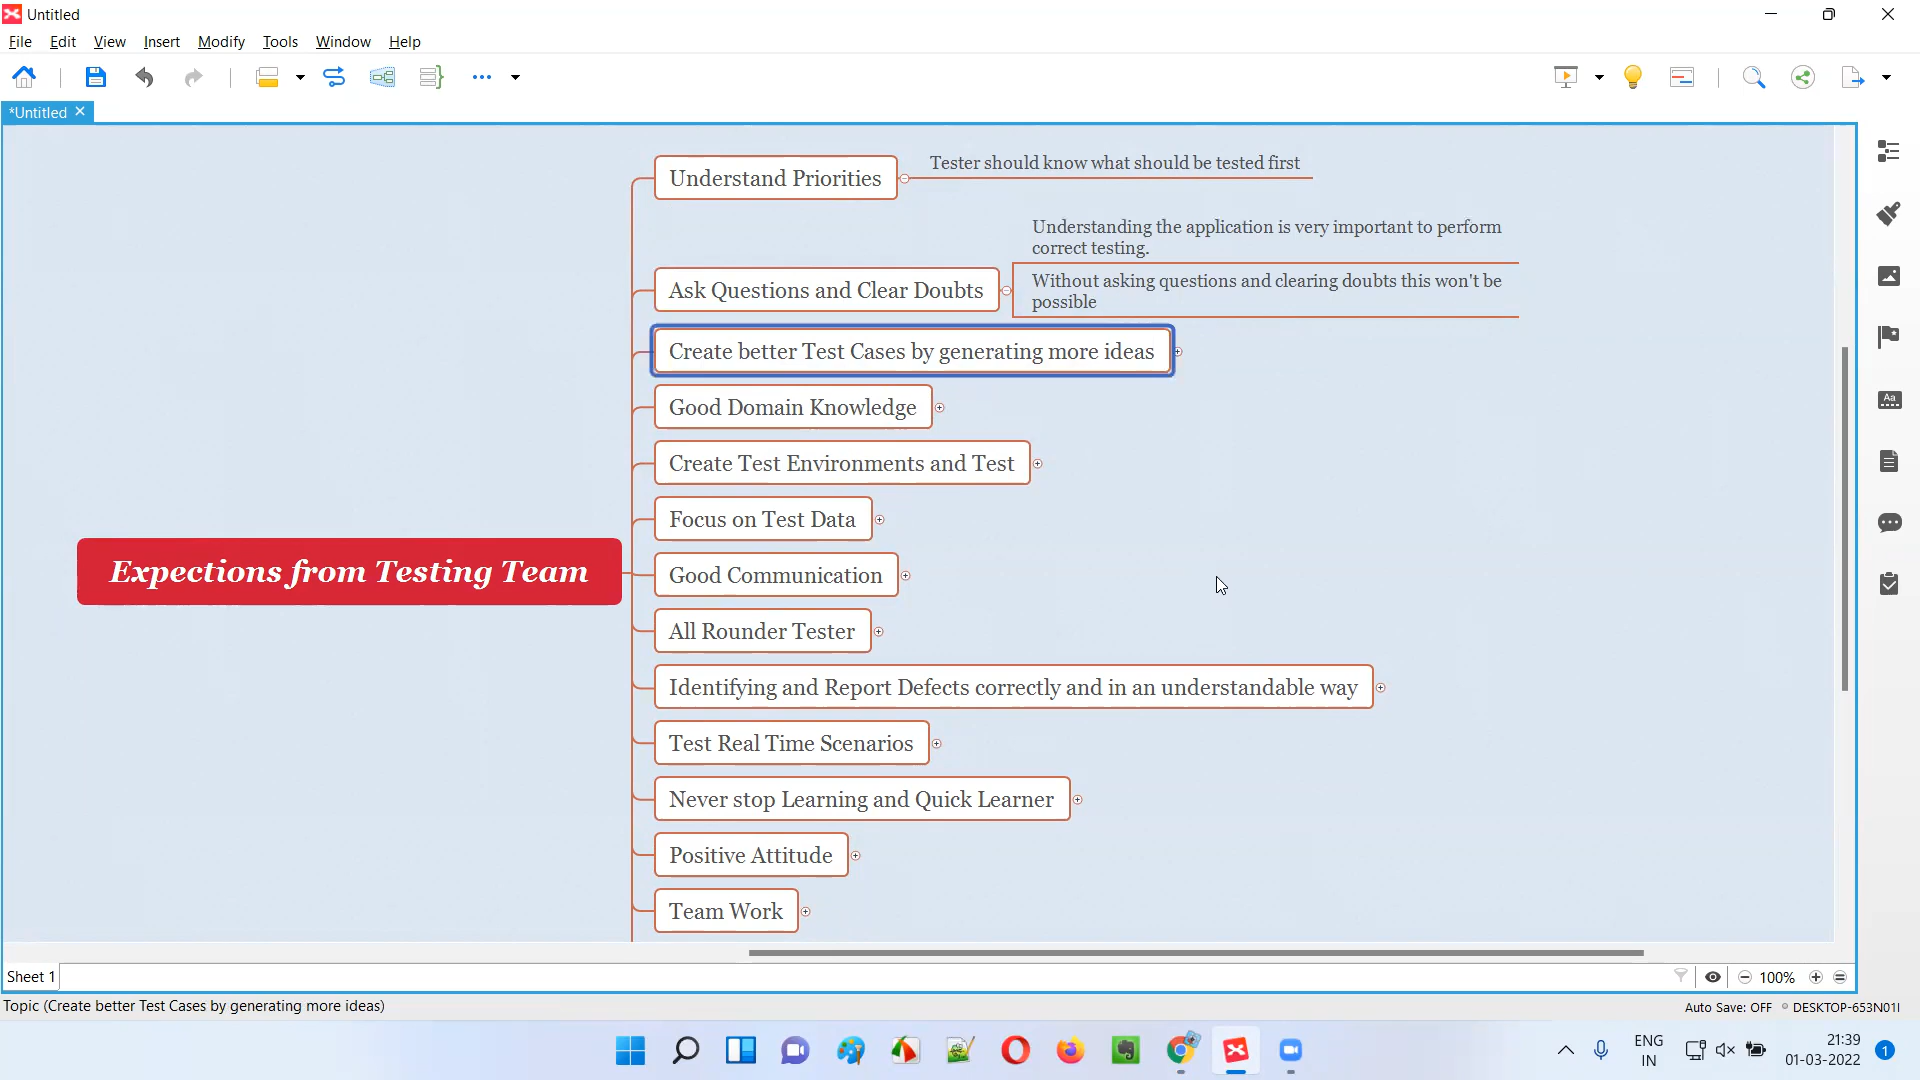 Untitled
File Edit View Insert Modify Tools Window Help
*Untitled
Understand Priorities
Tester should know what should be tested first
Understanding the application is very important to perform
correct testing.
Ask Questions and Clear Doubts
Without asking questions and clearing doubts this won't be
possible
Create better Test Cases by generating more ideas
Good Domain Knowledge
Create Test Environments and Test
Focus on Test Data
Expections from Testing Team
Good Communication
All Rounder Tester
Identifying and Report Defects correctly and in an understandable way
Test Real Time Scenarios
Never stop Learning and Quick Learner
Positive Attitude
Team Work
Aa
Sheet 1
100%
Topic (Create better Test Cases by generating more ideas)
Auto Save: OFF DESKTOP-653N01I
ENG
IN
21:39
01-03-2022
1